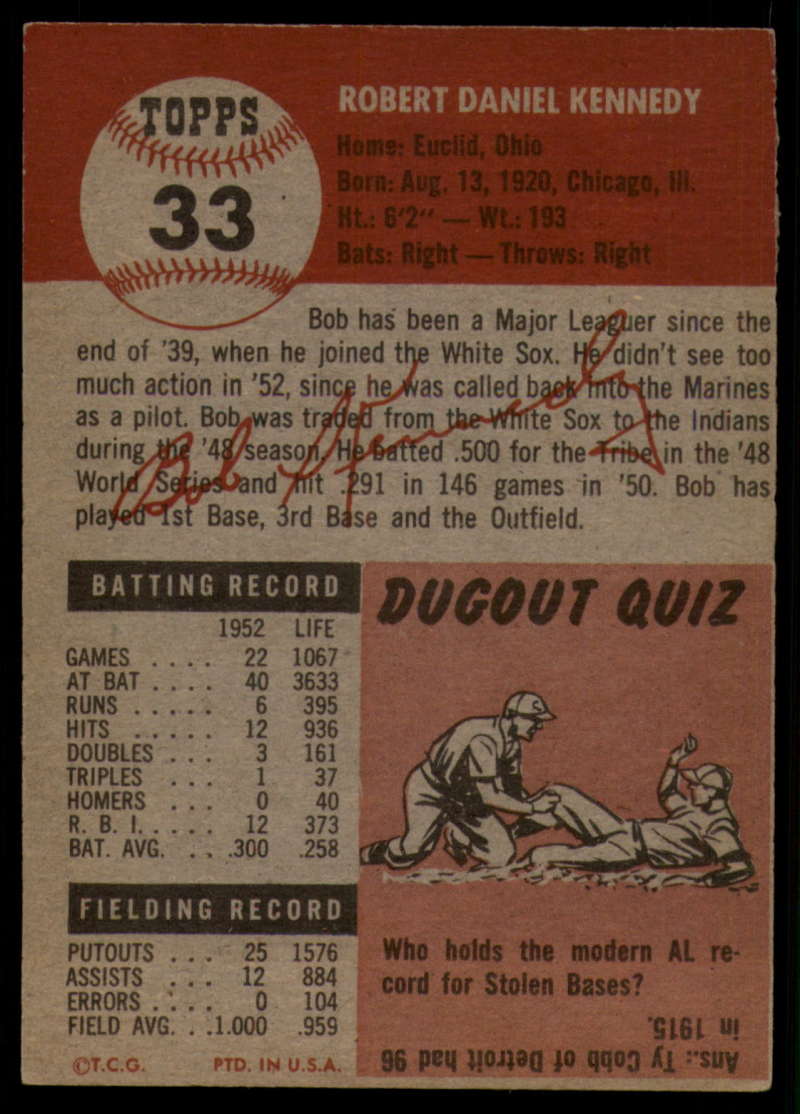 TOPPS
33
ROBERT DANIEL KENNEDY
Home: Euclid, Ohio
Born: Aug. 13, 1920, Chicago, Ill.
Ht.: 6'2" — Wt.: 193
Bats: Right — Throws: Right
Bob has been a Major Leaguer since the
end of '39, when he joined the White Sox. He didn't see too
much action in '52, since he was called back into the Marines
as a pilot. Bob was traded from the White Sox to the Indians
during the '48 season. He batted .500 for the Tribe in the '48
World Series and hit .291 in 146 games in '50. Bob has
played 1st Base, 3rd Base and the Outfield.
Bob Kennedy
BATTING RECORD
1952 LIFE
GAMES . . . . 22 1067
AT BAT . . . . 40 3633
RUNS . . . . . 6 395
HITS . . . . . 12 936
DOUBLES . . . 3 161
TRIPLES . . . 1 37
HOMERS . . . 0 40
R. B. I. . . . . 12 373
BAT. AVG. . . .300 .258
FIELDING RECORD
PUTOUTS . . . 25 1576
ASSISTS . . . 12 884
ERRORS . . . . 0 104
FIELD AVG. . .1.000 .959
©T.C.G. PTD. IN U.S.A.
DUGOUT QUIZ
C
Who holds the modern AL re-
cord for Stolen Bases?
Ans.: Ty Cobb of Detroit had 96
in 1915.